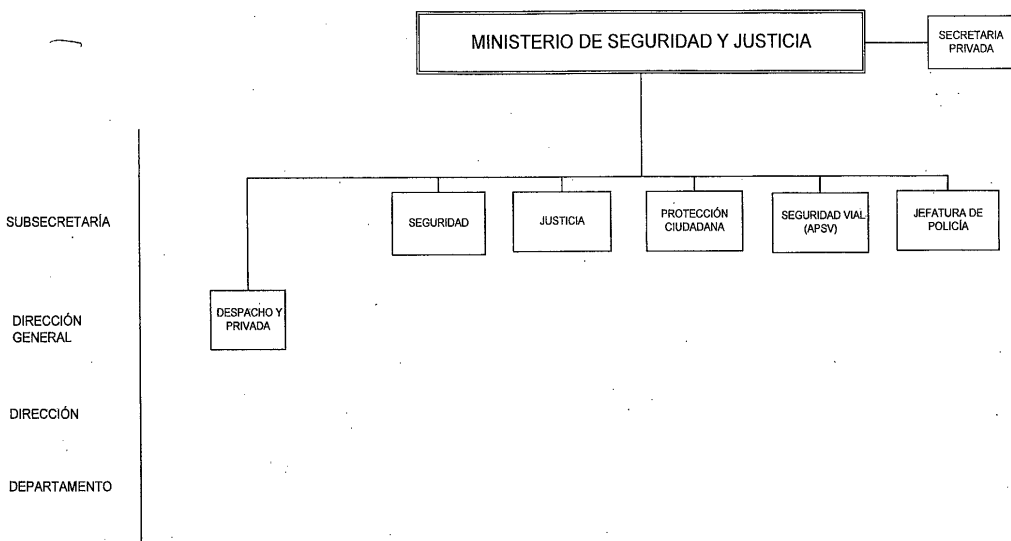 MINISTERIO DE SEGURIDAD Y JUSTICIA
SECRETARIA
PRIVADA
SUBSECRETARÍA
SEGURIDAD
JUSTICIA
PROTECCIÓN
CIUDADANA
SEGURIDAD VIAL
(APSV)
JEFATURA DE
POLICÍA
DIRECCIÓN
GENERAL
DESPACHO Y
PRIVADA
DIRECCIÓN
DEPARTAMENTO